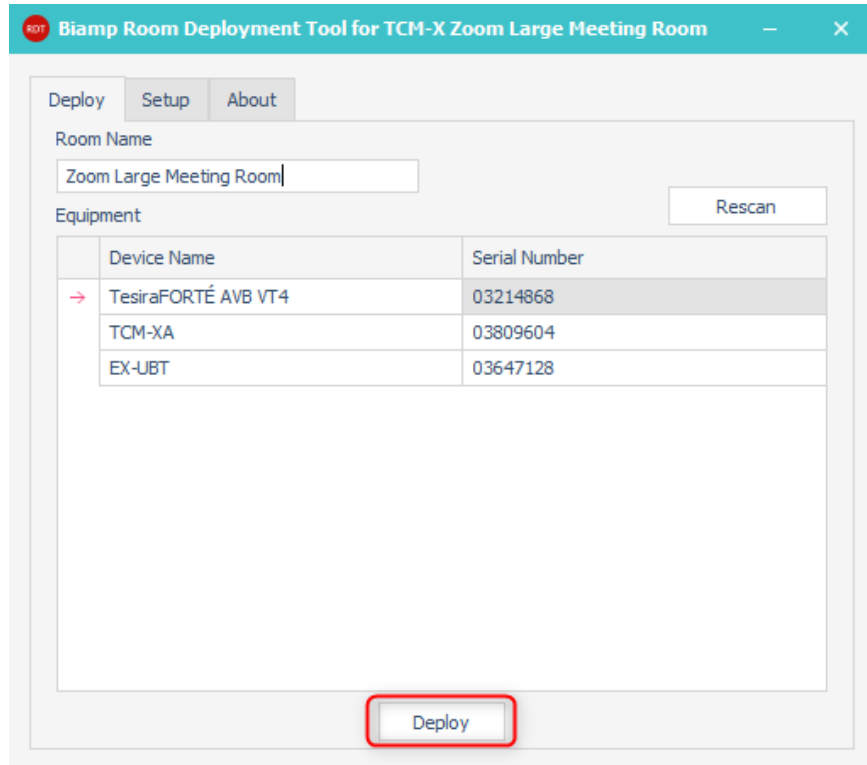 RDT Biamp Room Deployment Tool for TCM-X Zoom Large Meeting Room
Deploy Setup About
Room Name
Zoom Large Meeting Room
Rescan
Equipment
Device Name Serial Number
TesiraFORTÉ AVB VT4 03214868
TCM-XA 03809604
EX-UBT 03647128
Deploy